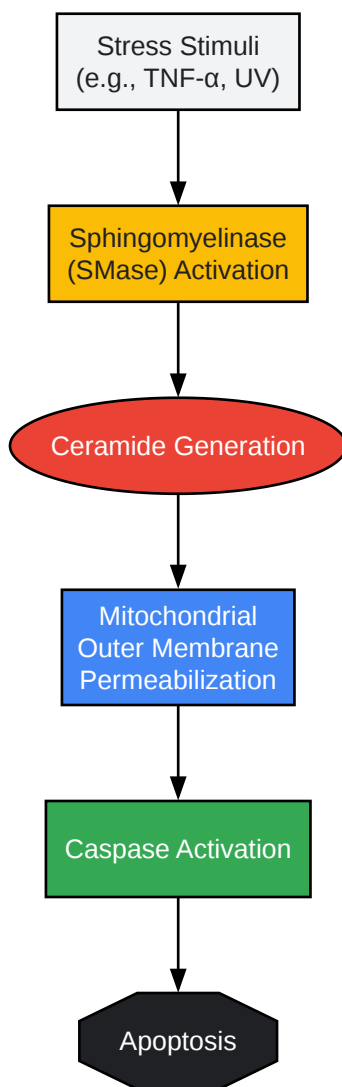 Stress Stimuli
(e.g., TNF-α, UV)
Sphingomyelinase
(SMase) Activation
Ceramide Generation
Mitochondrial
Outer Membrane
Permeabilization
Caspase Activation
Apoptosis